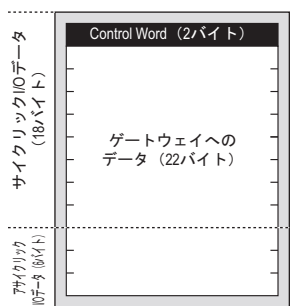 Control Word（2バイト）
サイクリックI/Oデータ
（18バイト）
ゲートウェイへの
データ（22バイト）
アサイクリック
I/Oデータ（6バイト）